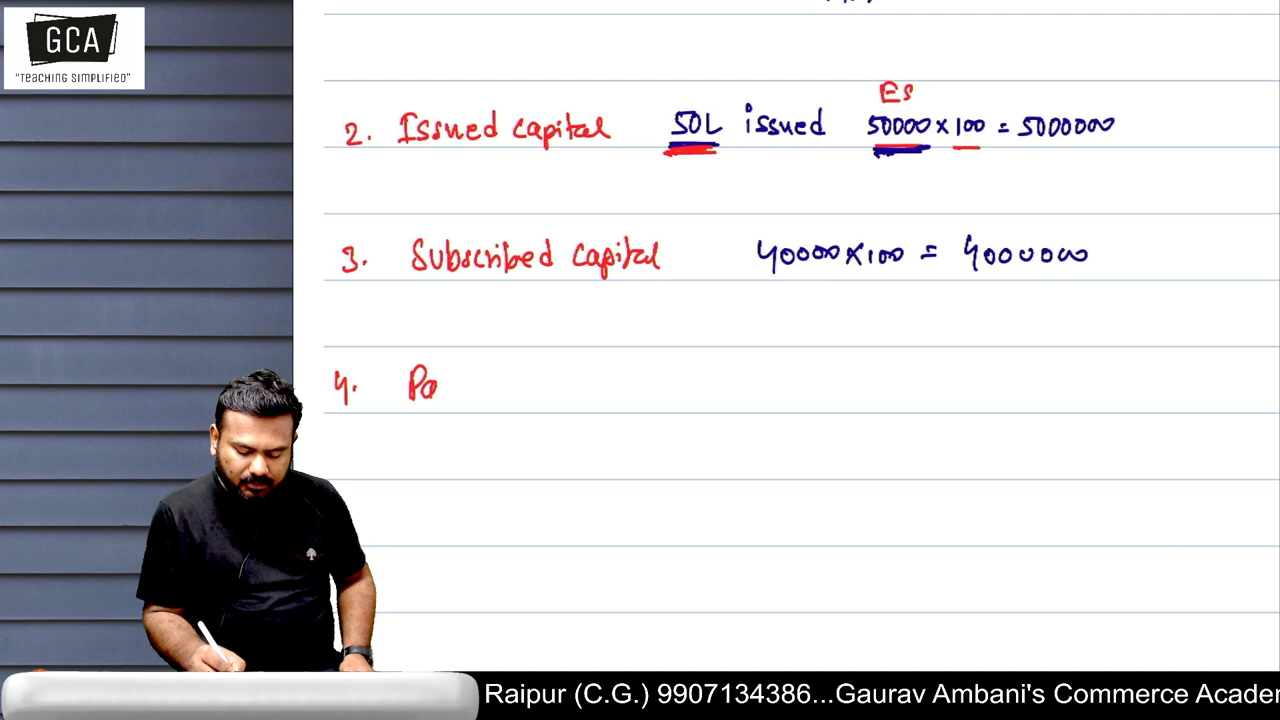 GCA
"TEACHING SIMPLIFIED"
ES
2. Issued capital 50L issued 50000 × 100 = 5000000
3. Subscribed capital 40000 × 100 = 4000000
4. Pa
Raipur (C.G.) 9907134386...Gaurav Ambani's Commerce Acader